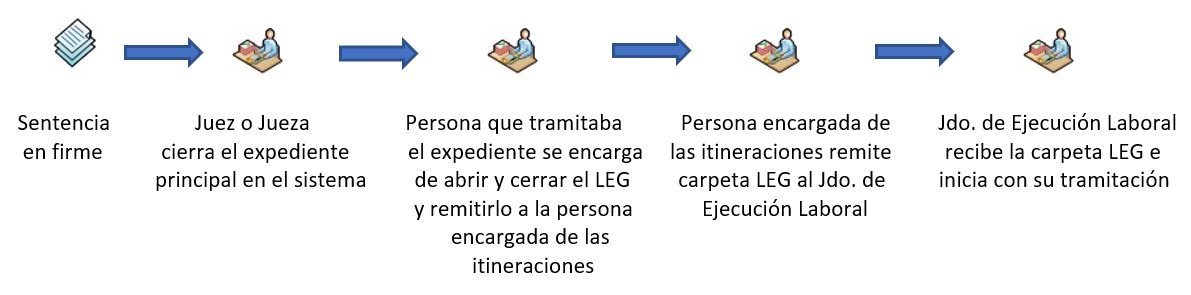 Sentencia
en firme
Juez o Jueza
cierra el expediente
principal en el sistema
Persona que tramitaba
el expediente se encarga
de abrir y cerrar el LEG
y remitirlo a la persona
encargada de las
itineraciones
Persona encargada de
las itineraciones remite
carpeta LEG al Jdo. de
Ejecución Laboral
Jdo. de Ejecución Laboral
recibe la carpeta LEG e
inicia con su tramitación